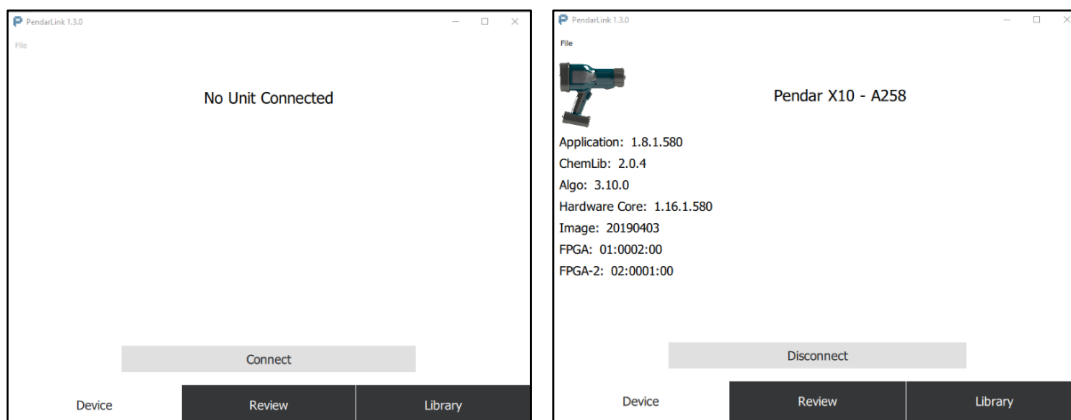 PendarLink 1.3.0
File
No Unit Connected
Connect
Device Review Library
PendarLink 1.3.0
File
Pendar X10 - A258
Application: 1.8.1.580
ChemLib: 2.0.4
Algo: 3.10.0
Hardware Core: 1.16.1.580
Image: 20190403
FPGA: 01:0002:00
FPGA-2: 02:0001:00
Disconnect
Device Review Library